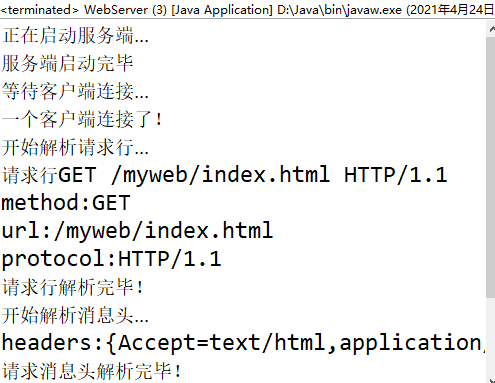 <terminated> WebServer (3) [Java Application] D:\Java\bin\javaw.exe (2021年4月24日
正在启动服务端...
服务端启动完毕
等待客户端连接...
一个客户端连接了！
开始解析请求行...
请求行GET /myweb/index.html HTTP/1.1
method:GET
url:/myweb/index.html
protocol:HTTP/1.1
请求行解析完毕！
开始解析消息头...
headers:{Accept=text/html,application/
请求消息头解析完毕！